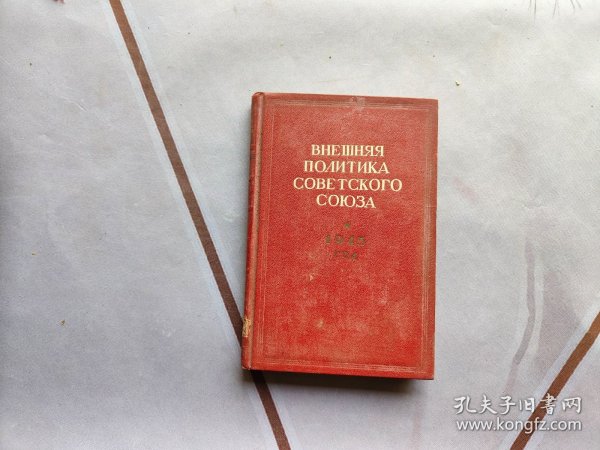 ВНЕШНЯЯ
ПОЛИТИКА
СОВЕТСКОГО
СОЮЗА
孔夫子旧书网
www.kongfz.com